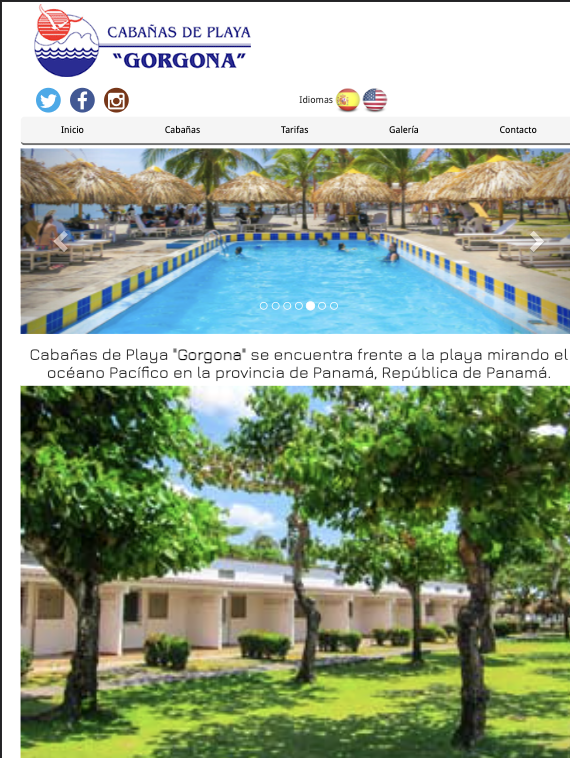 CABAÑAS DE PLAYA
"GORGONA"
Idiomas
Inicio Cabañas Tarifas Galería Contacto
Cabañas de Playa "Gorgona" se encuentra frente a la playa mirando el
océano Pacífico en la provincia de Panamá, República de Panamá.